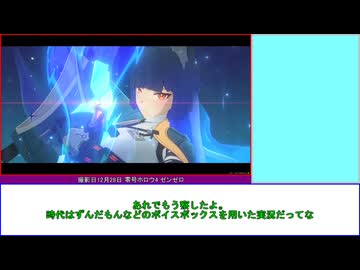 撮影日12月28日 零号ホロウ4 ゼンゼロ
あれでもう察したよ。
時代はずんだもんなどのボイスボックスを用いた実況だってな